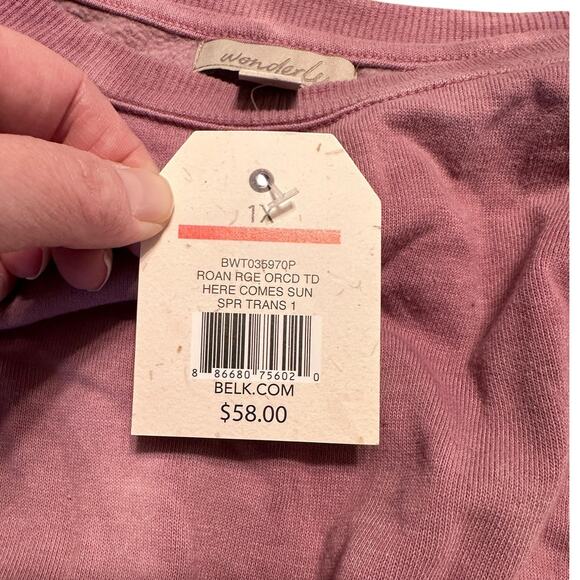 wonderly
1X
BWT035970P
ROAN RGE ORCD TD
HERE COMES SUN
SPR TRANS 1
8 86680 75602 0
BELK.COM
$58.00